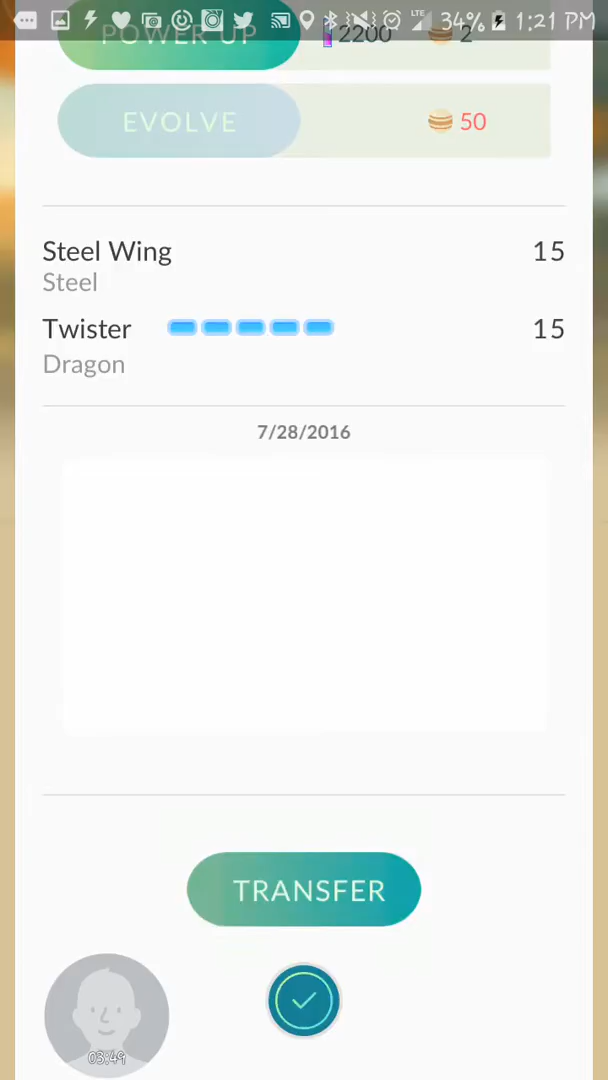 34% 1:21 PM
LTE
POWER UP 2200 2
EVOLVE 50
Steel Wing 15
Steel
Twister 15
Dragon
7/28/2016
TRANSFER
03:49